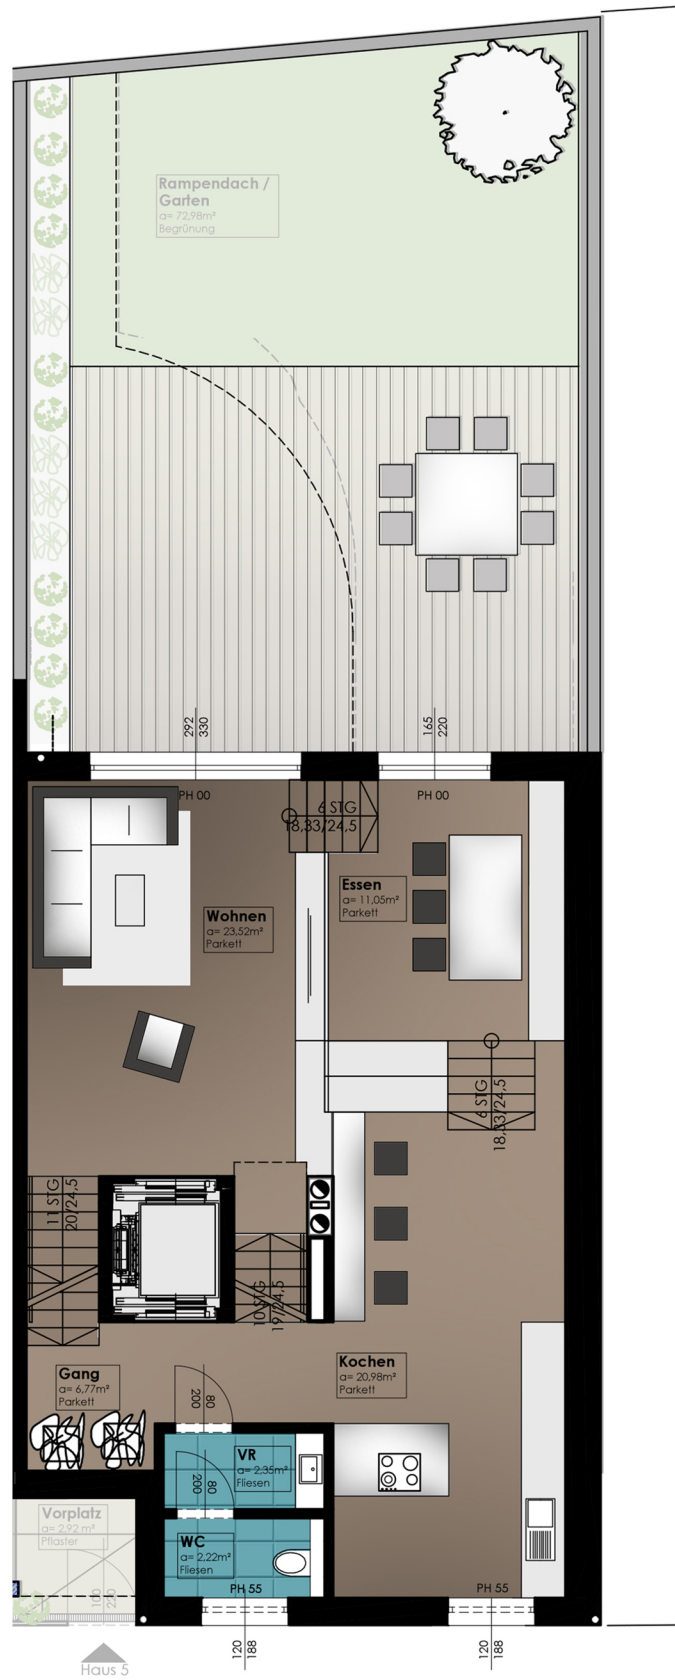 Rampendach /
Garten
a= 72,98m²
Begrünung
292
330
165
220
PH 00
PH 00
6 STG
18,33/24,5
Essen
a= 11,05m²
Parkett
Wohnen
a= 23,52m²
Parkett
6 STG
18,33/24,5
11 STG
20/24,5
10 STG
19/24,5
Kochen
a= 20,98m²
Parkett
Gang
a= 6,77m²
Parkett
80
200
VR
a= 2,35m²
Fliesen
80
200
Vorplatz
a= 2,92 m²
Pflaster
100
220
WC
a= 2,22m²
Fliesen
PH 55
PH 55
120
188
120
188
Haus 5